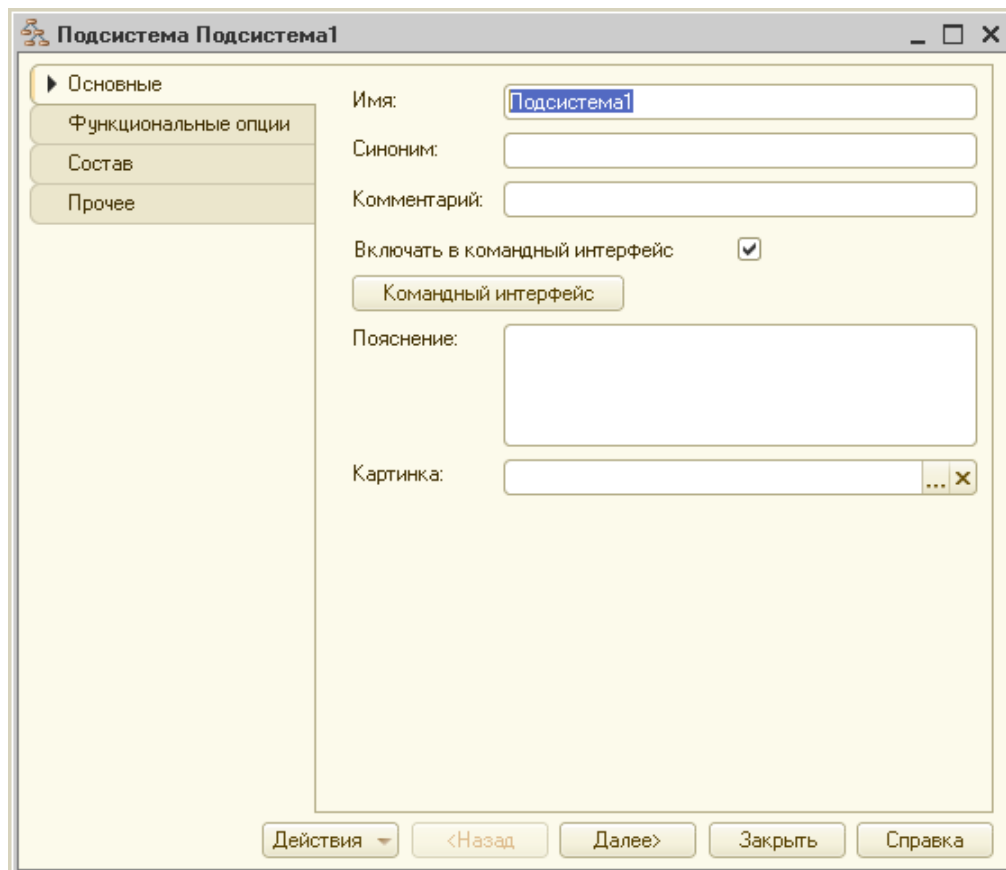 Подсистема Подсистема1
Основные
Функциональные опции
Состав
Прочее
Имя: Подсистема1
Синоним:
Комментарий:
Включать в командный интерфейс
Командный интерфейс
Пояснение:
Картинка: ...
Действия <Назад Далее> Закрыть Справка